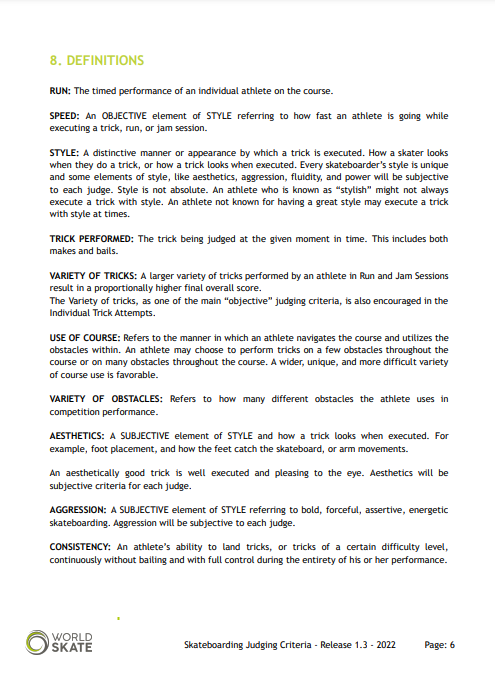 8. DEFINITIONS
RUN: The timed performance of an individual athlete on the course.
SPEED: An OBJECTIVE element of STYLE referring to how fast an athlete is going while
executing a trick, run, or jam session.
STYLE: A distinctive manner or appearance by which a trick is executed. How a skater looks
when they do a trick, or how a trick looks when executed. Every skateboarder’s style is unique
and some elements of style, like aesthetics, aggression, fluidity, and power will be subjective
to each judge. Style is not absolute. An athlete who is known as “stylish” might not always
execute a trick with style. An athlete not known for having a great style may execute a trick
with style at times.
TRICK PERFORMED: The trick being judged at the given moment in time. This includes both
makes and bails.
VARIETY OF TRICKS: A larger variety of tricks performed by an athlete in Run and Jam Sessions
result in a proportionally higher final overall score.
The Variety of tricks, as one of the main “objective” judging criteria, is also encouraged in the
Individual Trick Attempts.
USE OF COURSE: Refers to the manner in which an athlete navigates the course and utilizes the
obstacles within. An athlete may choose to perform tricks on a few obstacles throughout the
course or on many obstacles throughout the course. A wider, unique, and more difficult variety
of course use is favorable.
VARIETY OF OBSTACLES: Refers to how many different obstacles the athlete uses in
competition performance.
AESTHETICS: A SUBJECTIVE element of STYLE and how a trick looks when executed. For
example, foot placement, and how the feet catch the skateboard, or arm movements.
An aesthetically good trick is well executed and pleasing to the eye. Aesthetics will be
subjective criteria for each judge.
AGGRESSION: A SUBJECTIVE element of STYLE referring to bold, forceful, assertive, energetic
skateboarding. Aggression will be subjective to each judge.
CONSISTENCY: An athlete’s ability to land tricks, or tricks of a certain difficulty level,
continuously without bailing and with full control during the entirety of his or her performance.
WORLD
SKATE
Skateboarding Judging Criteria - Release 1.3 - 2022
Page: 6